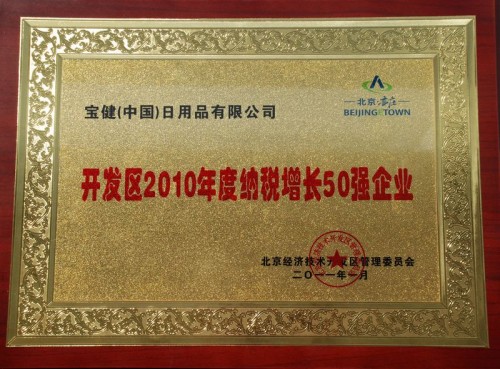 北京·亦庄
BEIJING ETOWN
宝健(中国)日用品有限公司
开发区2010年度纳税增长50强企业
北京经济技术开发区管理委员会
二〇一一年一月